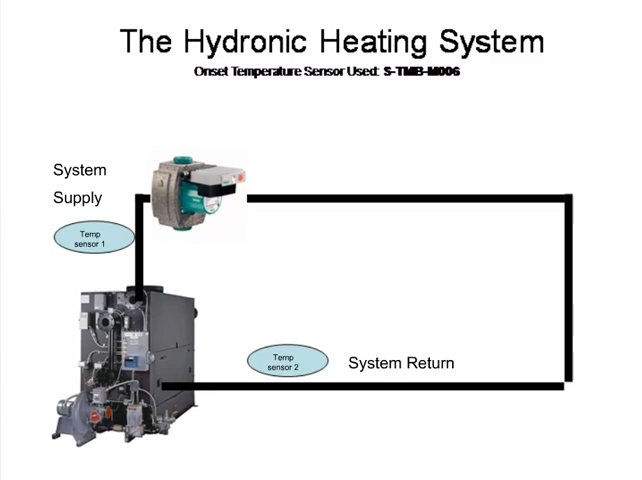 The Hydronic Heating System
Onset Temperature Sensor Used: S-TMB-M006
System
Supply
Temp
sensor 1
Temp
sensor 2
System Return